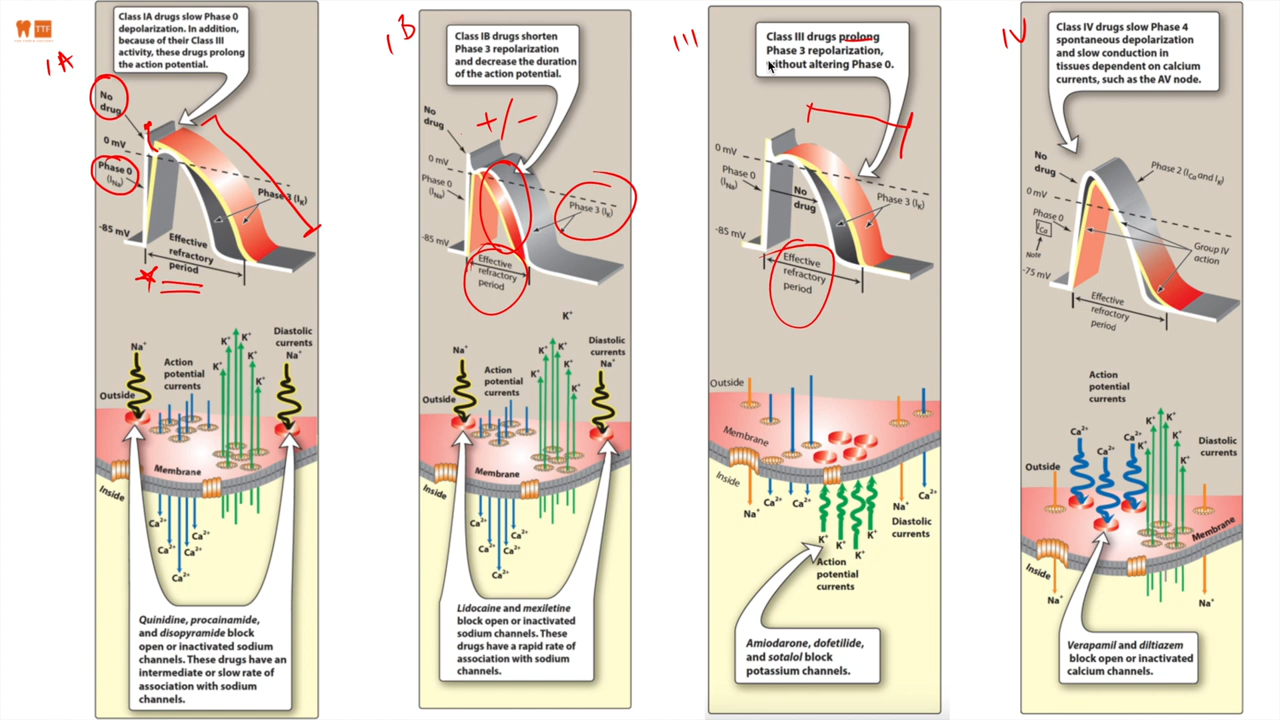 TTF
THE TOOTH FACTORY
IA
Class IA drugs slow Phase 0
depolarization. In addition,
because of their Class III
activity, these drugs prolong
the action potential.
No
drug
0 mV
Phase 0
(INa)
Phase 3 (IK)
-85 mV
Effective
refractory
period
Na+
Action
potential
currents
K+
K+
K+
K+
K+
Diastolic
currents
Na+
Outside
Membrane
Inside
Ca2+
Ca2+
Ca2+
Ca2+
Ca2+
Quinidine, procainamide,
and disopyramide block
open or inactivated sodium
channels. These drugs have an
intermediate or slow rate of
association with sodium
channels.
IB
Class IB drugs shorten
Phase 3 repolarization
and decrease the duration
of the action potential.
No
drug
+/-
0 mV
Phase 0
(INa)
Phase 3 (IK)
-85 mV
Effective
refractory
period
K+
Na+
Action
potential
currents
K+
K+
K+
K+
K+
Diastolic
currents
Na+
Outside
Membrane
Inside
Ca2+
Ca2+
Ca2+
Ca2+
Ca2+
Lidocaine and mexiletine
block open or inactivated
sodium channels. These
drugs have a rapid rate of
association with sodium
channels.
III
Class III drugs prolong
Phase 3 repolarization,
without altering Phase 0.
0 mV
Phase 0
(INa)
No
drug
Phase 3 (IK)
-85 mV
Effective
refractory
period
Outside
Membrane
Inside
Na+
Ca2+
Ca2+
Ca2+
K+
K+
K+
K+
Na+
Ca2+
Diastolic
currents
Action
potential
currents
Amiodarone, dofetilide,
and sotalol block
potassium channels.
IV
Class IV drugs slow Phase 4
spontaneous depolarization
and slow conduction in
tissues dependent on calcium
currents, such as the AV node.
No
drug
Phase 2 (ICa and IK)
0 mV
Phase 0
ICa
Note
Group IV
action
-75 mV
Effective
refractory
period
Action
potential
currents
Ca2+
Ca2+
Ca2+
K+
K+
K+
K+
K+
Diastolic
currents
Outside
Membrane
Inside
Na+
Na+
Verapamil and diltiazem
block open or inactivated
calcium channels.